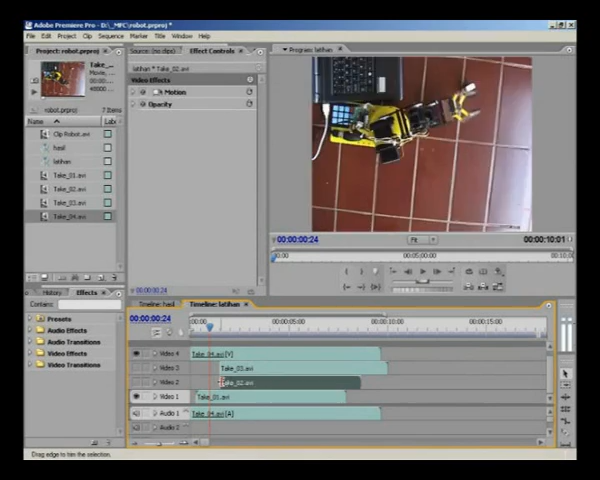 Adobe Premiere Pro - D:\_MPC\robot.prproj *
File Edit Project Clip Sequence Marker Title Window Help
Project: robot.prproj
Source: (no clips)
Effect Controls
Program: latihan
Take_...
Movie,
00:00...
48000
latihan * Take_02.avi
Video Effects
Motion
Opacity
robot.prproj 7 Items
Name Lab
Clip Robot.avi
hasil
latihan
Take_01.avi
Take_02.avi
Take_03.avi
Take_04.avi
00:00:00:24
Fit
00:00:10:01
00:00
00:05:00:00
00:10:0
00:00:00:24
History
Effects
Contains:
Presets
Audio Effects
Audio Transitions
Video Effects
Video Transitions
Timeline: hasil
Timeline: latihan
00:00:00:24
00:00
00:00:05:00
00:00:10:00
00:00:15:00
Video 4
Take_04.avi [V]
Video 3
Take_03.avi
Video 2
Take_02.avi
Video 1
Take_01.avi
Audio 1
Take_04.avi [A]
Audio 2
Drag edge to trim the selection.